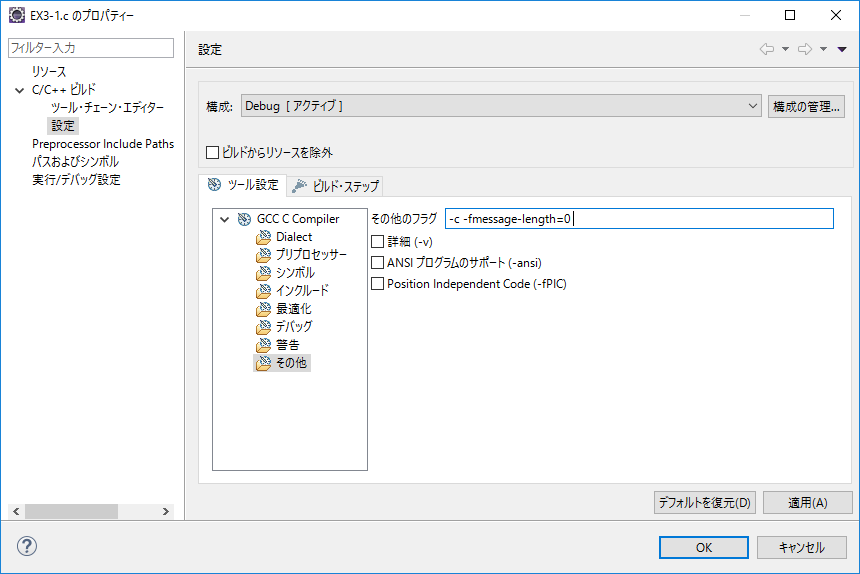 EX3-1.c のプロパティー
フィルター入力
リソース
C/C++ ビルド
ツール・チェーン・エディター
設定
Preprocessor Include Paths
パスおよびシンボル
実行/デバッグ設定
設定
構成: Debug [ アクティブ ] 構成の管理...
ビルドからリソースを除外
ツール設定 ビルド・ステップ
GCC C Compiler
Dialect
プリプロセッサー
シンボル
インクルード
最適化
デバッグ
警告
その他
その他のフラグ -c -fmessage-length=0
詳細 (-v)
ANSI プログラムのサポート (-ansi)
Position Independent Code (-fPIC)
デフォルトを復元(D) 適用(A)
? OK キャンセル